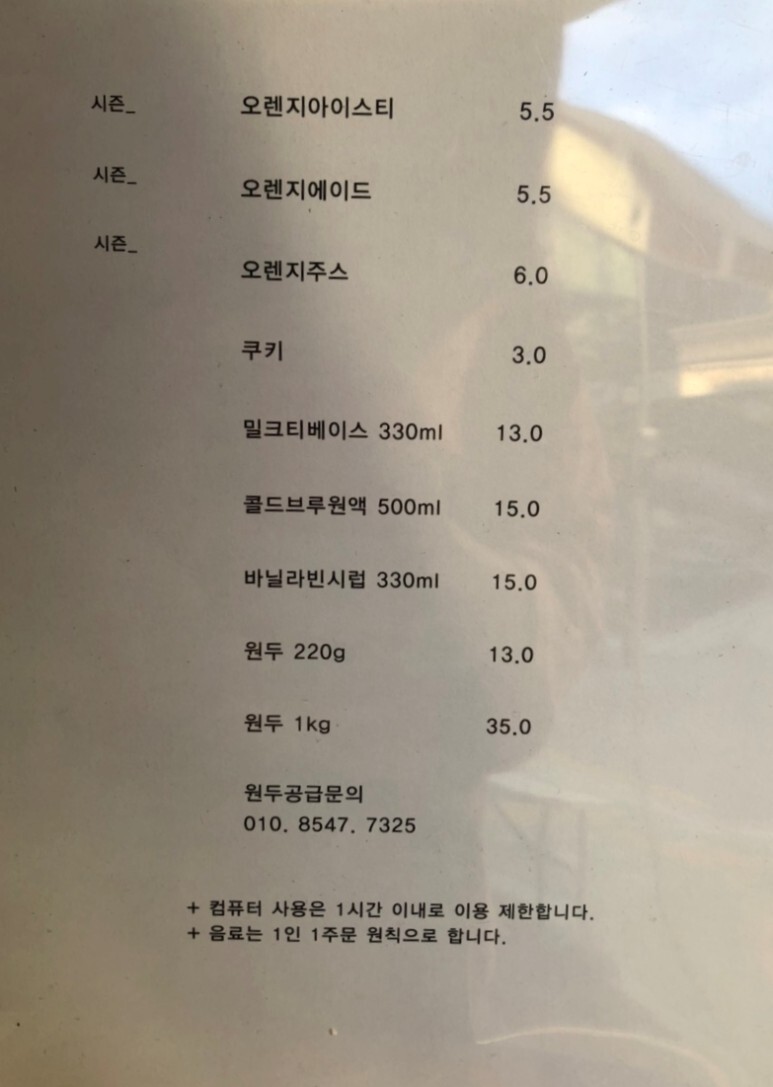 시즌_ 오렌지아이스티 5.5
시즌_ 오렌지에이드 5.5
시즌_ 오렌지주스 6.0
쿠키 3.0
밀크티베이스 330ml 13.0
콜드브루원액 500ml 15.0
바닐라빈시럽 330ml 15.0
원두 220g 13.0
원두 1kg 35.0
원두공급문의
010. 8547. 7325
+ 컴퓨터 사용은 1시간 이내로 이용 제한합니다.
+ 음료는 1인 1주문 원칙으로 합니다.